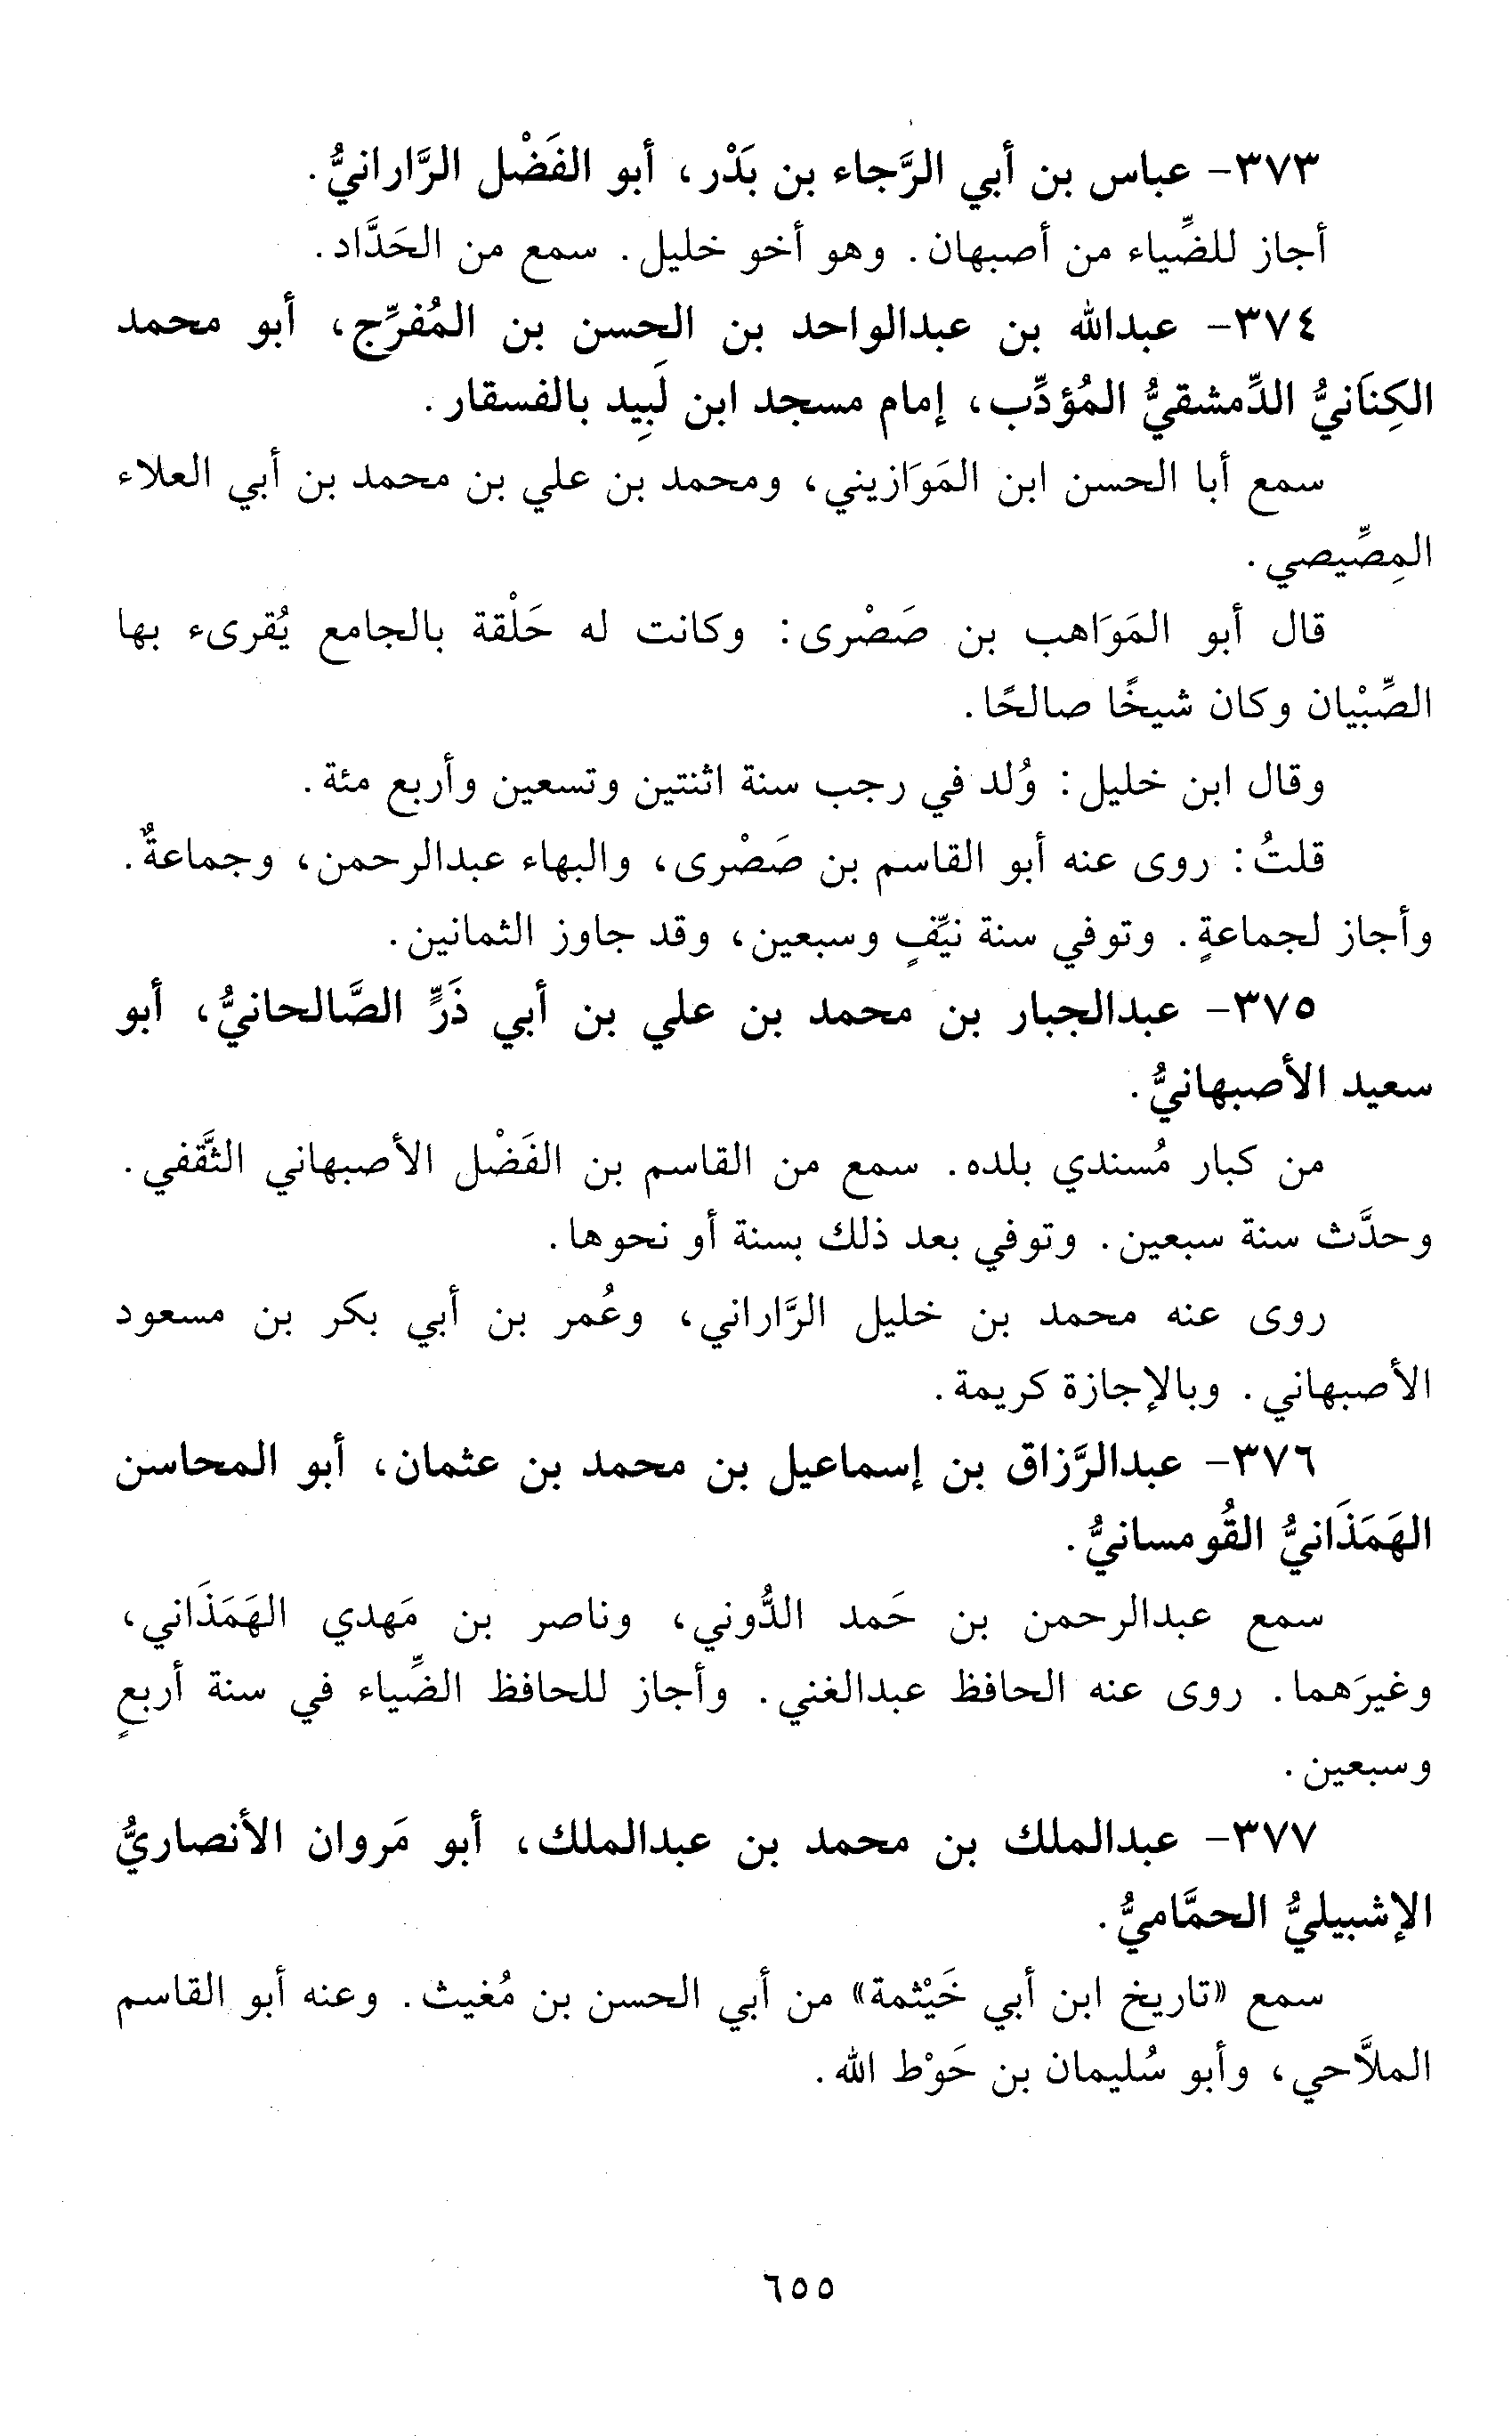 ٣٧٣- عباس بن أبي الرَّجاء بن بَدْر، أبو الفَضْل الرَّارانيُّ.
أجاز للضِّياء من أصبهان. وهو أخو خليل. سمع من الحَدَّاد.
٣٧٤- عبدالله بن عبدالواحد بن الحسن بن المُفرِّج، أبو محمد
الكِنَانيُّ الدِّمشقيُّ المُؤدِّب، إمام مسجد ابن لَبِيد بالفسقار.
سمع أبا الحسن ابن المَوَازيني، ومحمد بن علي بن محمد بن أبي العلاء
المِصِّيصي.
قال أبو المَوَاهب بن صَصْرى: وكانت له حَلْقة بالجامع يُقرىء بها
الصِّبْيان وكان شيخًا صالحًا.
وقال ابن خليل: وُلد في رجب سنة اثنتين وتسعين وأربع مئة.
قلتُ: روى عنه أبو القاسم بن صَصْرى، والبهاء عبدالرحمن، وجماعةٌ.
وأجاز لجماعةٍ. وتوفي سنة نيِّفٍ وسبعين، وقد جاوز الثمانين.
٣٧٥- عبدالجبار بن محمد بن علي بن أبي ذَرٍّ الصَّالحانيُّ، أبو
سعيد الأصبهانيُّ.
من كبار مُسندي بلده. سمع من القاسم بن الفَضْل الأصبهاني الثَّقفي.
وحدَّث سنة سبعين. وتوفي بعد ذلك بسنة أو نحوها.
روى عنه محمد بن خليل الرَّاراني، وعُمر بن أبي بكر بن مسعود
الأصبهاني. وبالإجازة كريمة.
٣٧٦- عبدالرَّزاق بن إسماعيل بن محمد بن عثمان، أبو المحاسن
الهَمَذَانيُّ القُومسانيُّ.
سمع عبدالرحمن بن حَمد الدُّوني، وناصر بن مَهدي الهَمَذَاني،
وغيرَهما. روى عنه الحافظ عبدالغني. وأجاز للحافظ الضِّياء في سنة أربعٍ
وسبعين.
٣٧٧- عبدالملك بن محمد بن عبدالملك، أبو مَروان الأنصاريُّ
الإشبيليُّ الحمَّاميُّ.
سمع «تاريخ ابن أبي خَيْثمة» من أبي الحسن بن مُغيث. وعنه أبو القاسم
الملاَّحي، وأبو سُليمان بن حَوْط الله.
٦٥٥